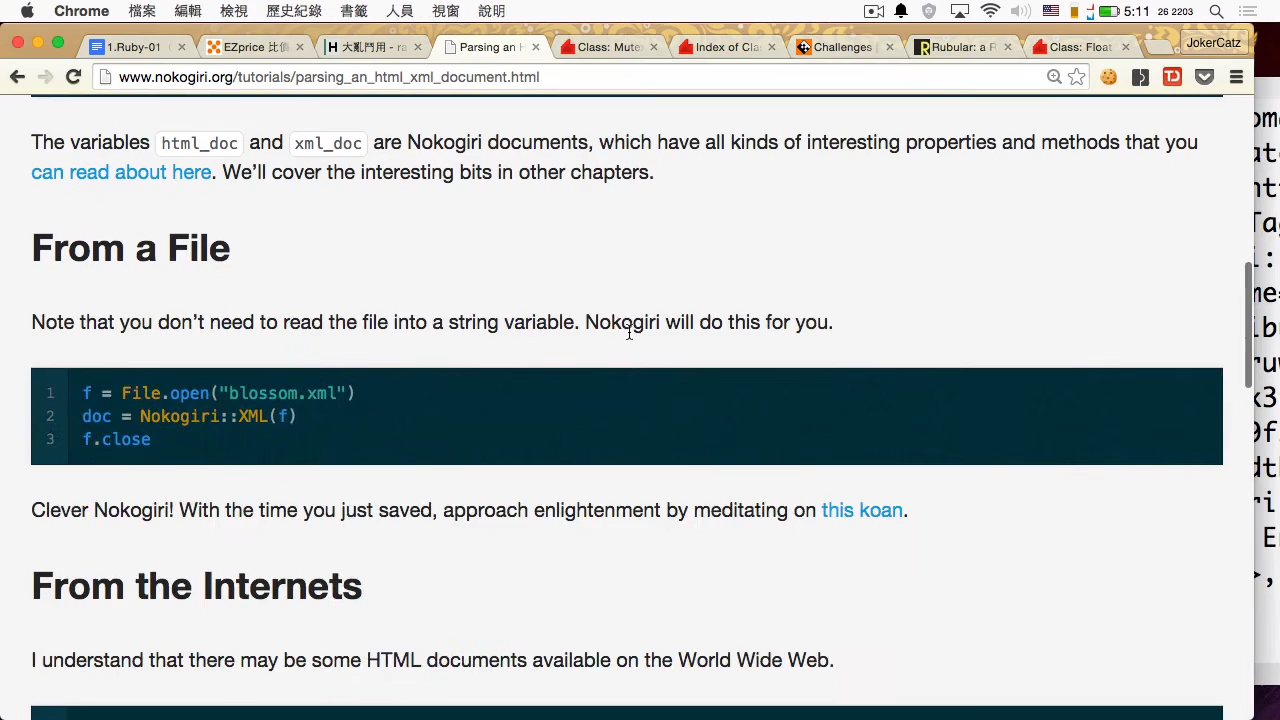 Chrome 檔案 編輯 檢視 歷史紀錄 書籤 人員 視窗 說明 5:11 26 2203
1.Ruby-01 EZprice 比價 大亂鬥用 - ra Parsing an H Class: Mute Index of Clas Challenges | Rubular: a Class: Float JokerCatz
www.nokogiri.org/tutorials/parsing_an_html_xml_document.html
The variables html_doc and xml_doc are Nokogiri documents, which have all kinds of interesting properties and methods that you
can read about here. We’ll cover the interesting bits in other chapters.
From a File
Note that you don’t need to read the file into a string variable. Nokogiri will do this for you.
1 f = File.open("blossom.xml")
2 doc = Nokogiri::XML(f)
3 f.close
Clever Nokogiri! With the time you just saved, approach enlightenment by meditating on this koan.
From the Internets
I understand that there may be some HTML documents available on the World Wide Web.